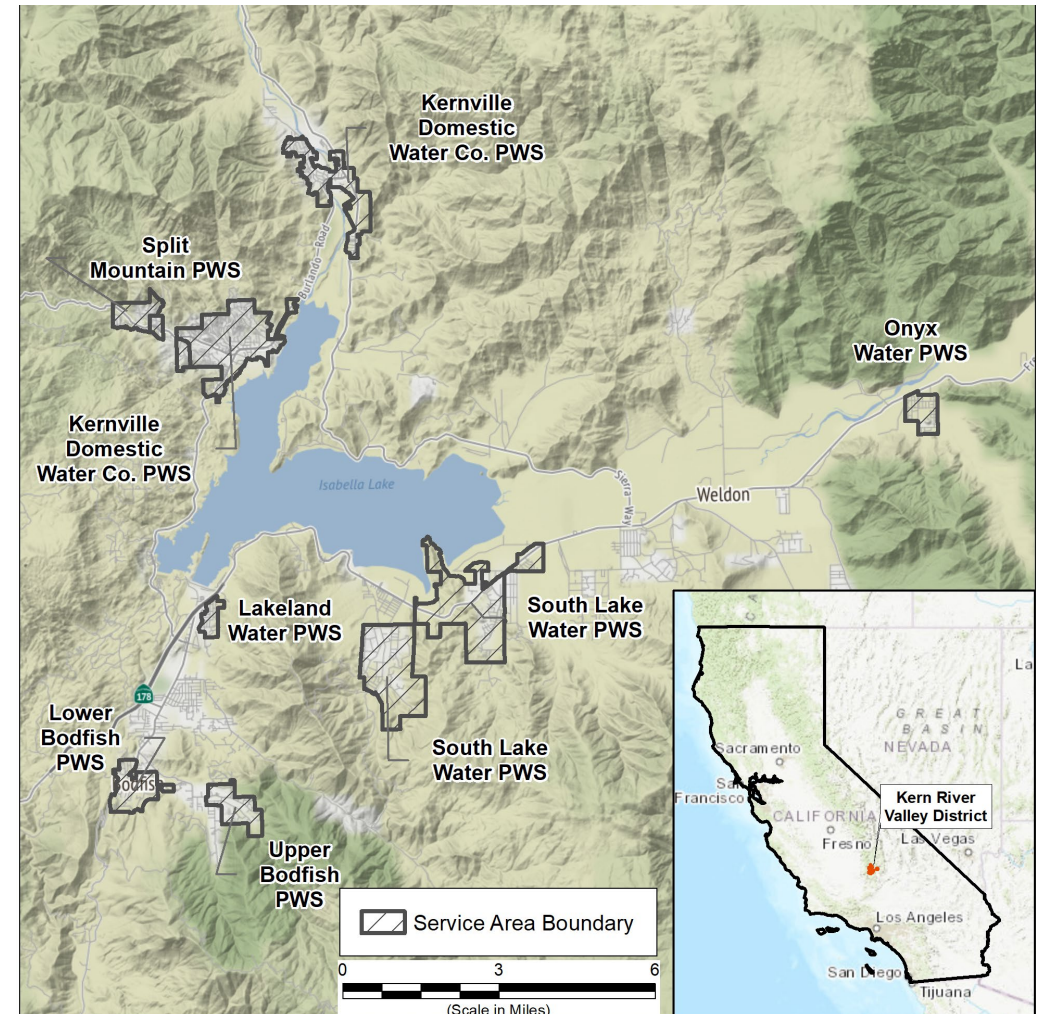 Kernville
Domestic
Water Co. PWS
Split
Mountain PWS
Burlando Road
Onyx
Water PWS
Kernville
Domestic
Water Co. PWS
Isabella Lake
Sierra Way
Weldon
Lakeland
Water PWS
South Lake
Water PWS
178
Lower
Bodfish
PWS
Bodfish
South Lake
Water PWS
Upper
Bodfish
PWS
Service Area Boundary
0 3 6
(Scale in Miles)
GREAT
BASIN
NEVADA
Sacramento
San
Francisco
CALIFORNIA
Fresno
Kern River
Valley District
Las Vegas
Los Angeles
San Diego
Tijuana